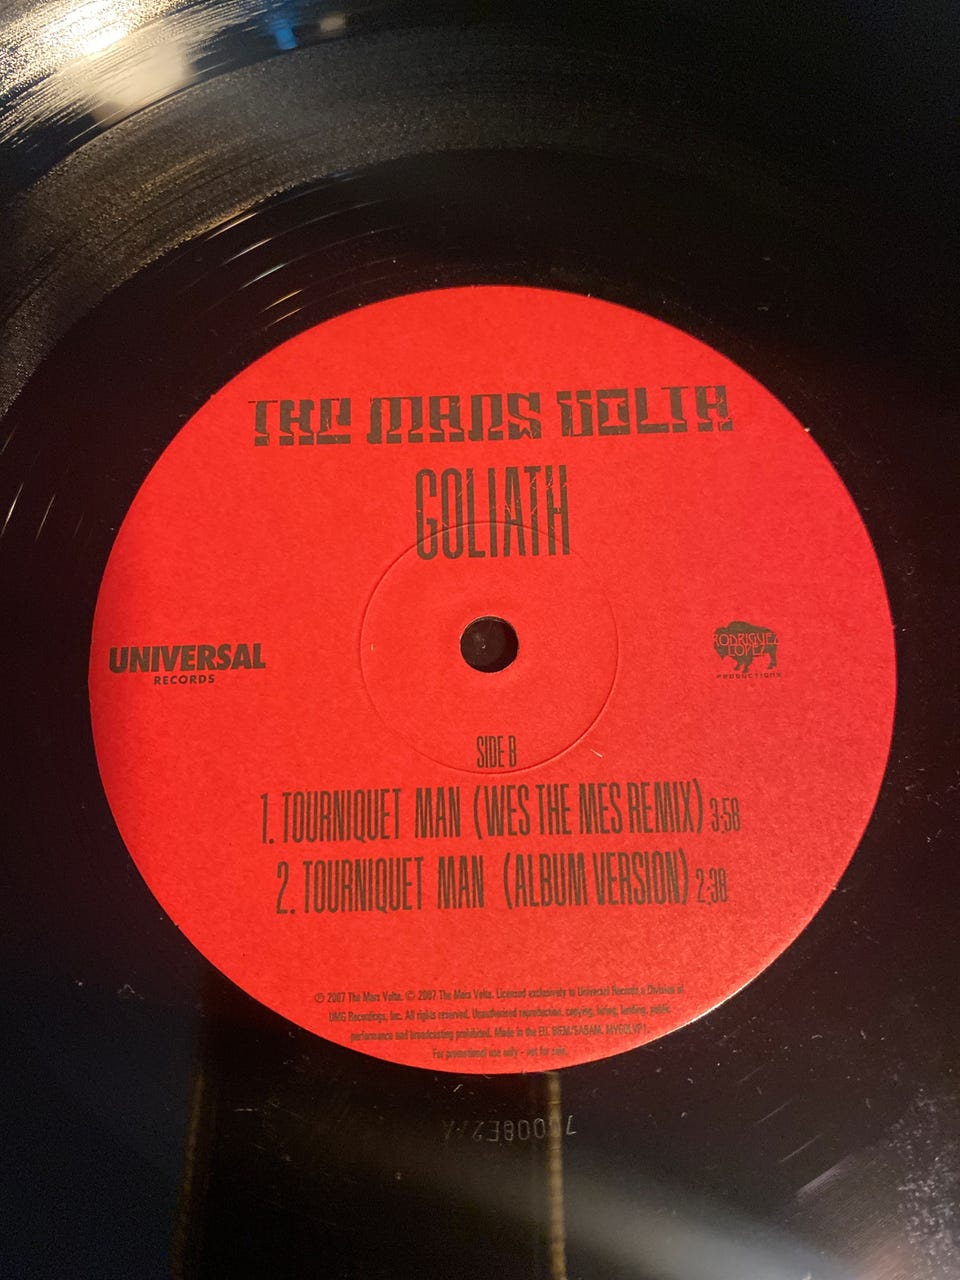 THE MARS VOLTA
GOLIATH
UNIVERSAL
RECORDS
RODRIGUEZ
LOPEZ
PRODUCTIONS
SIDE B
1. TOURNIQUET MAN (WES THE MES REMIX) 3:58
2. TOURNIQUET MAN (ALBUM VERSION) 2:38
℗ 2007 The Mars Volta. © 2007 The Mars Volta. Licensed exclusively to Universal Records, a Division of
UMG Recordings, Inc. All rights reserved. Unauthorised reproduction, copying, hiring, lending, public
performance and broadcasting prohibited. Made in the EU. BIEM/SABAM. MVGOLVP1.
For promotional use only - not for sale.